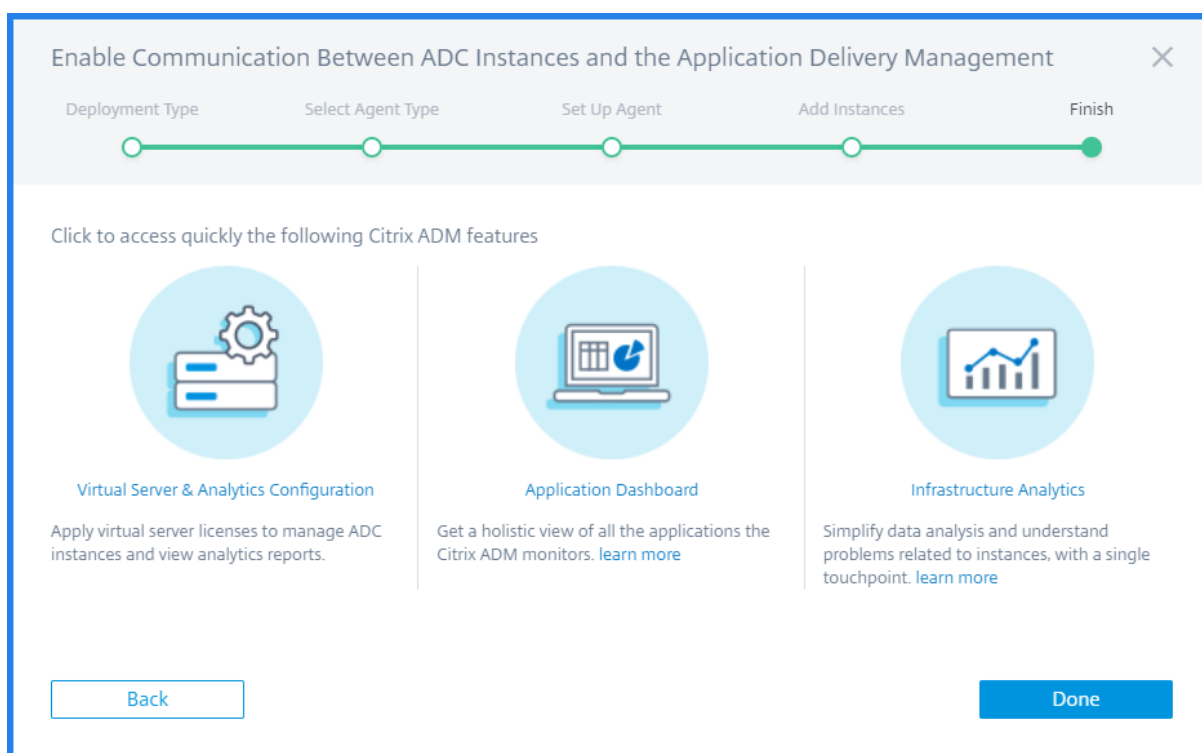 Enable Communication Between ADC Instances and the Application Delivery Management
Deployment Type
Select Agent Type
Set Up Agent
Add Instances
Finish
Click to access quickly the following Citrix ADM features
Virtual Server & Analytics Configuration
Apply virtual server licenses to manage ADC
instances and view analytics reports.
Application Dashboard
Get a holistic view of all the applications the
Citrix ADM monitors. learn more
Infrastructure Analytics
Simplify data analysis and understand
problems related to instances, with a single
touchpoint. learn more
Back
Done